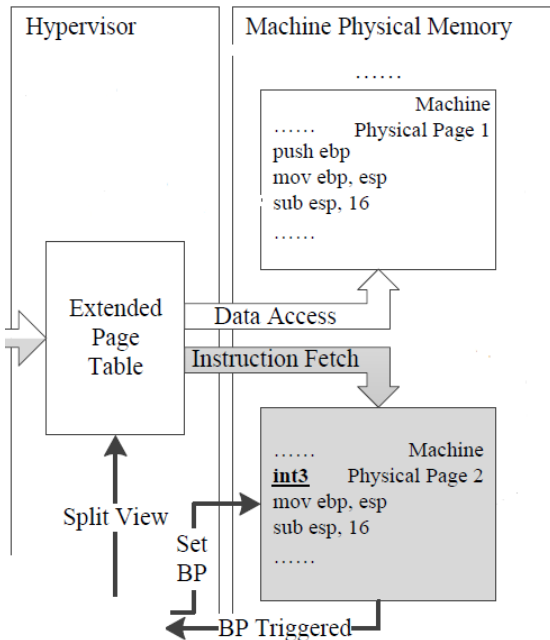 Hypervisor
Machine Physical Memory
……
Machine
…… Physical Page 1
push ebp
mov ebp, esp
sub esp, 16
……
Extended
Page
Table
Data Access
Instruction Fetch
…… Machine
int3 Physical Page 2
mov ebp, esp
sub esp, 16
……
Split View
Set
BP
BP Triggered